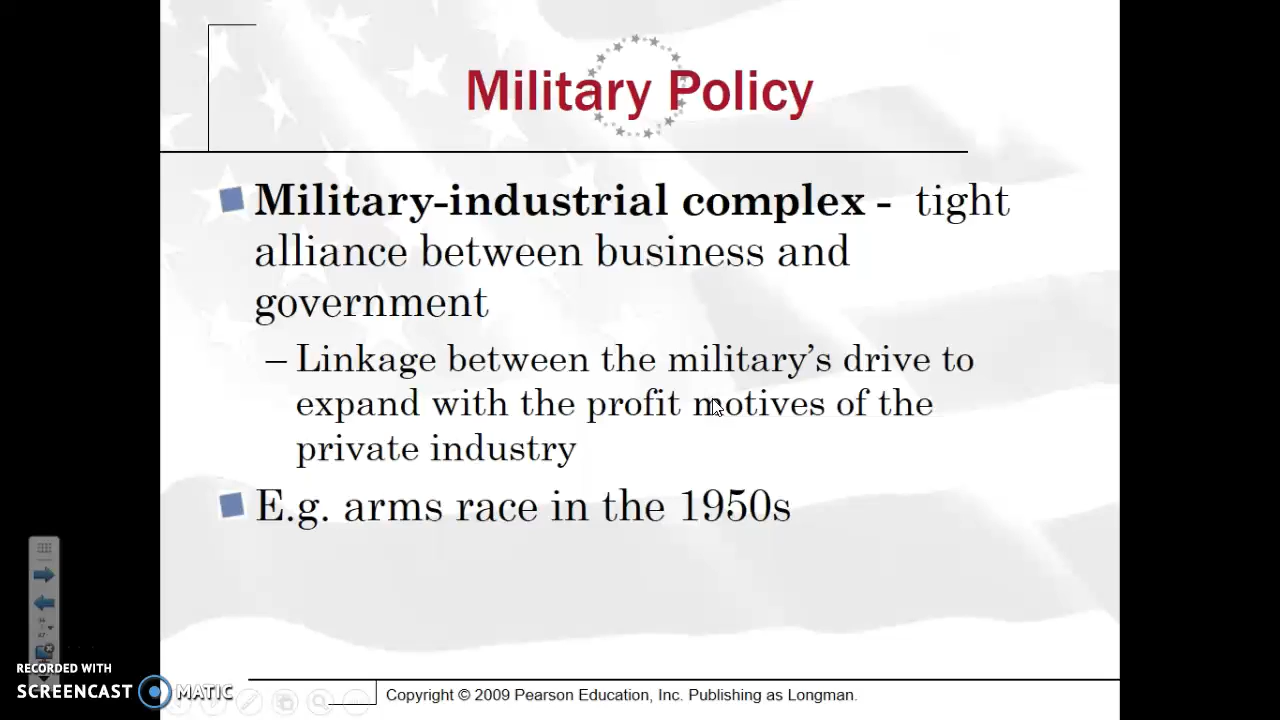 Military Policy
Military-industrial complex - tight
alliance between business and
government
– Linkage between the military’s drive to
expand with the profit motives of the
private industry
E.g. arms race in the 1950s
RECORDED WITH
SCREENCAST MATIC
Copyright © 2009 Pearson Education, Inc. Publishing as Longman.